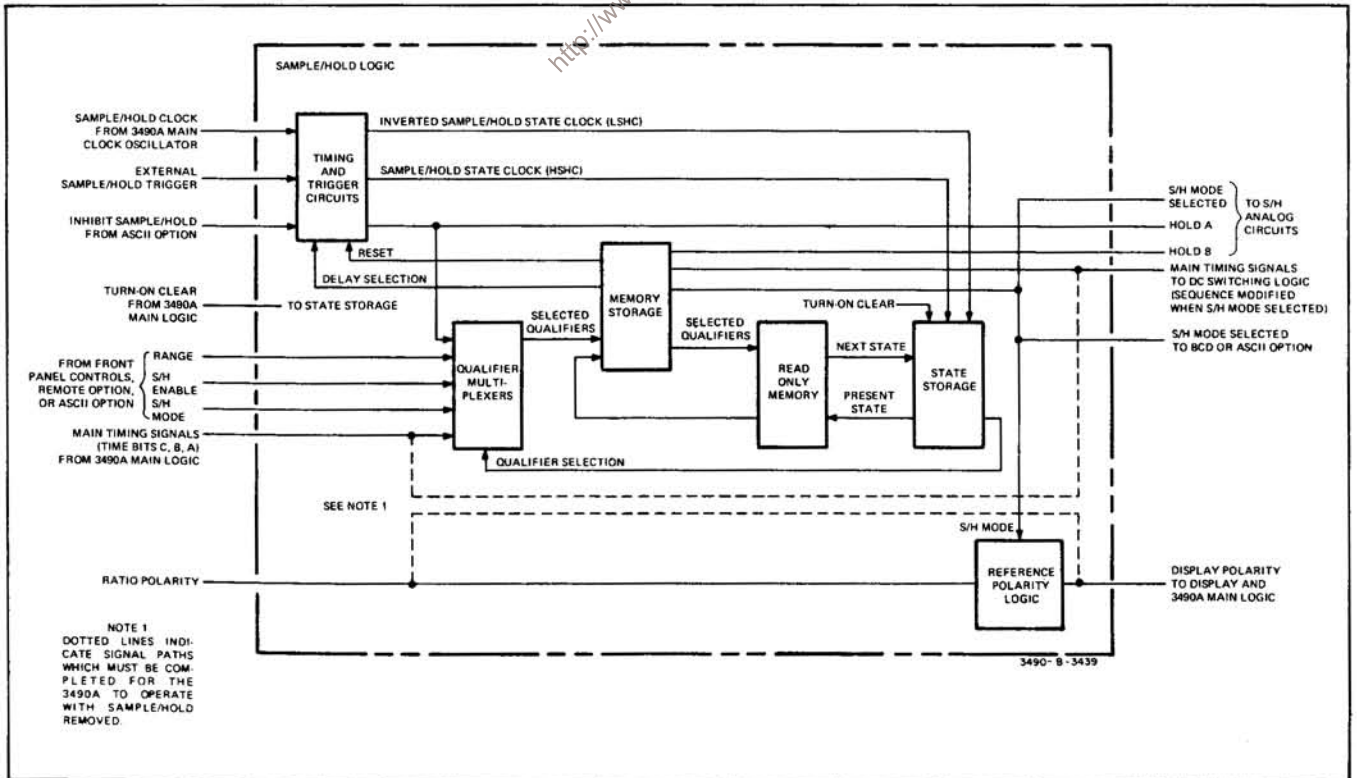 http://ww
SAMPLE/HOLD LOGIC
SAMPLE/HOLD CLOCK
FROM 3490A MAIN
CLOCK OSCILLATOR
EXTERNAL
SAMPLE/HOLD TRIGGER
INHIBIT SAMPLE/HOLD
FROM ASCII OPTION
TIMING
AND
TRIGGER
CIRCUITS
INVERTED SAMPLE/HOLD STATE CLOCK (LSHC)
SAMPLE/HOLD STATE CLOCK (HSHC)
S/H MODE
SELECTED
HOLD A
HOLD B
TO S/H
ANALOG
CIRCUITS
RESET
DELAY SELECTION
MAIN TIMING SIGNALS
TO DC SWITCHING LOGIC
(SEQUENCE MODIFIED
WHEN S/H MODE SELECTED)
TURN-ON CLEAR
FROM 3490A
MAIN LOGIC
TO STATE STORAGE
MEMORY
STORAGE
TURN-ON CLEAR
SELECTED
QUALIFIERS
SELECTED
QUALIFIERS
NEXT STATE
S/H MODE SELECTED
TO BCD OR ASCII OPTION
FROM FRONT
PANEL CONTROLS,
REMOTE OPTION,
OR ASCII OPTION
RANGE
S/H
ENABLE
S/H
MODE
QUALIFIER
MULTI-
PLEXERS
READ
ONLY
MEMORY
STATE
STORAGE
PRESENT
STATE
MAIN TIMING SIGNALS
(TIME BITS C, B, A)
FROM 3490A MAIN LOGIC
QUALIFIER SELECTION
SEE NOTE 1
S/H MODE
RATIO POLARITY
REFERENCE
POLARITY
LOGIC
DISPLAY POLARITY
TO DISPLAY AND
3490A MAIN LOGIC
NOTE 1
DOTTED LINES INDI-
CATE SIGNAL PATHS
WHICH MUST BE COM-
PLETED FOR THE
3490A TO OPERATE
WITH SAMPLE/HOLD
REMOVED.
3490-B-3439